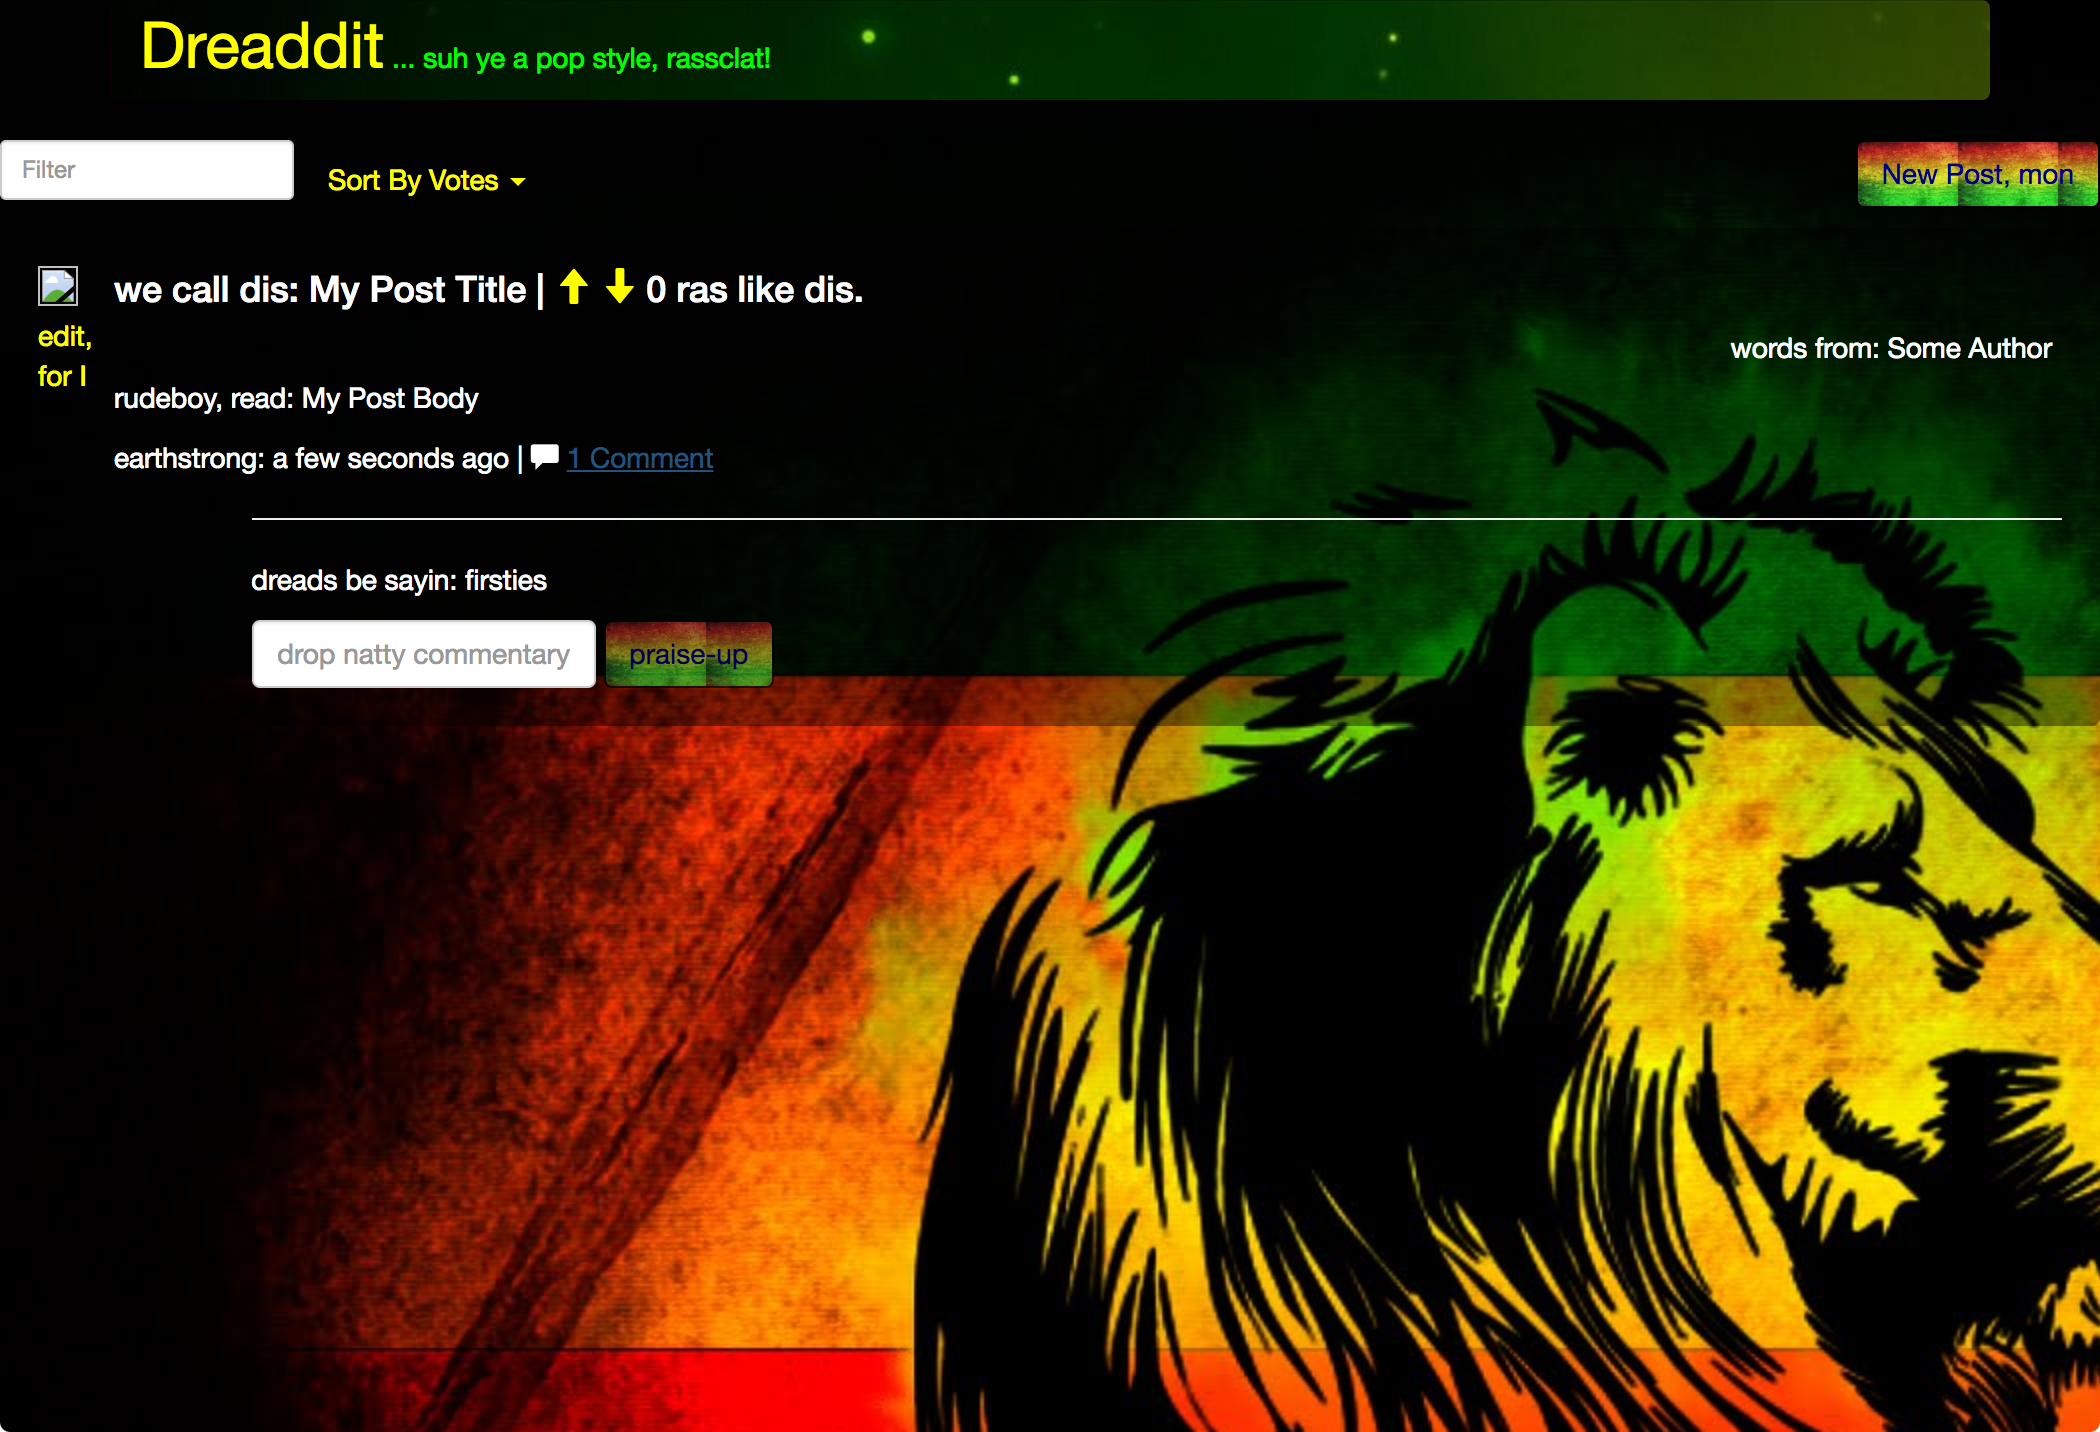 Dreaddit ... suh ye a pop style, rassclat!
Filter
Sort By Votes
New Post, mon
we call dis: My Post Title | 0 ras like dis.
edit,
for I
words from: Some Author
rudeboy, read: My Post Body
earthstrong: a few seconds ago | 1 Comment
dreads be sayin: firsties
drop natty commentary
praise-up